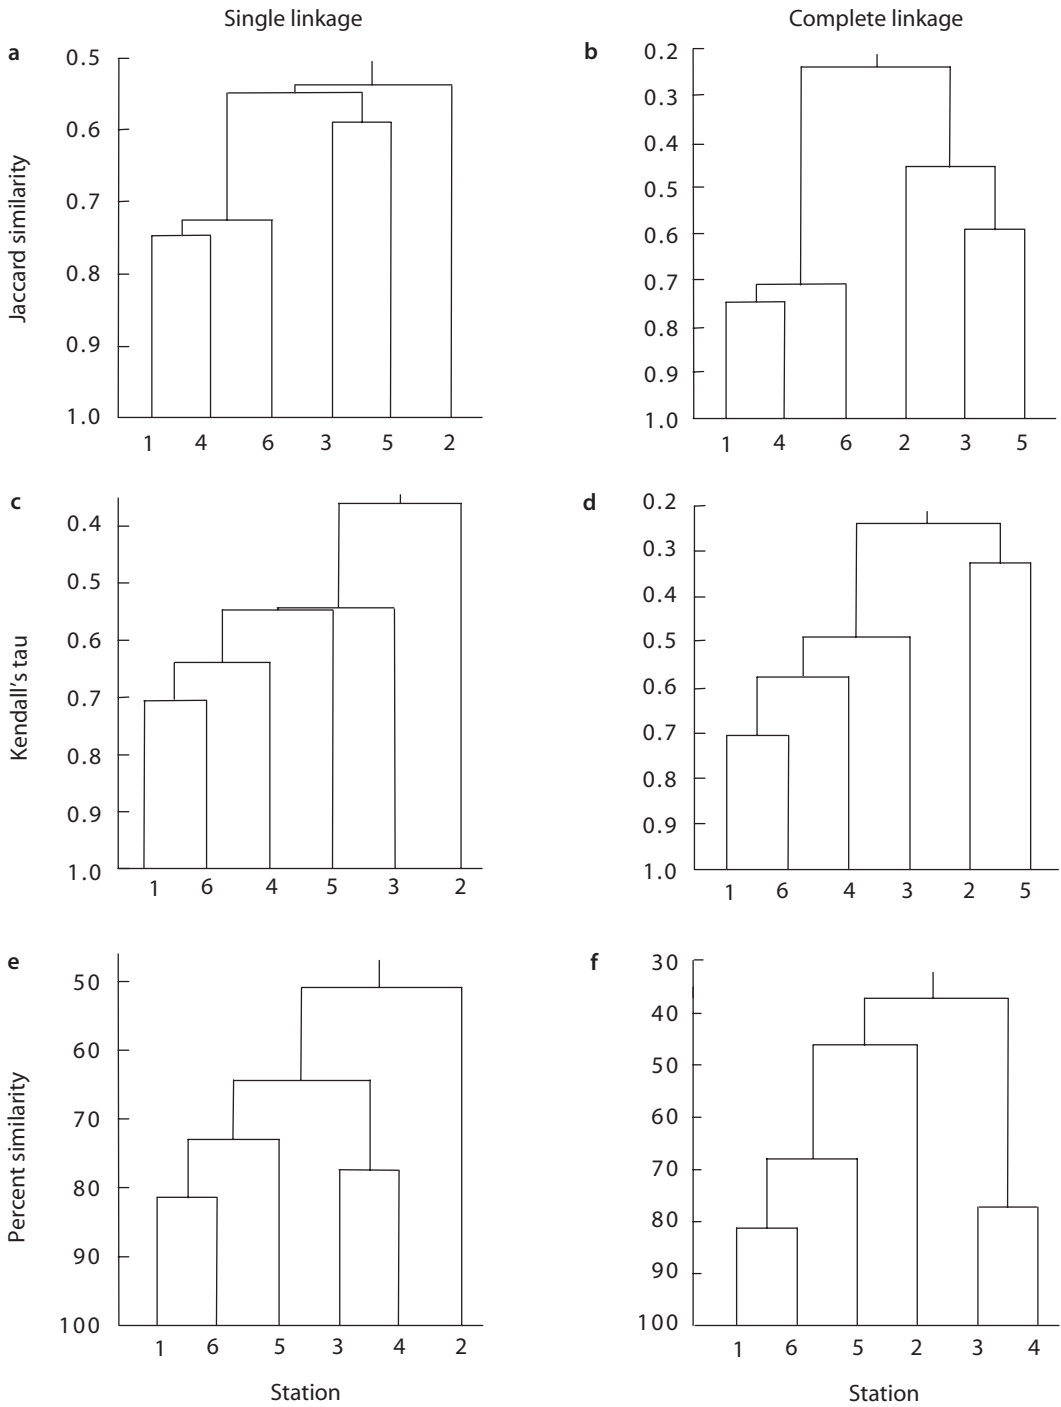 Single linkage
Complete linkage
a
b
Jaccard similarity
0.5
0.6
0.7
0.8
0.9
1.0
1 4 6 3 5 2
0.2
0.3
0.4
0.5
0.6
0.7
0.8
0.9
1.0
1 4 6 2 3 5
c
d
Kendall's tau
0.4
0.5
0.6
0.7
0.8
0.9
1.0
1 6 4 5 3 2
0.2
0.3
0.4
0.5
0.6
0.7
0.8
0.9
1.0
1 6 4 3 2 5
e
f
Percent similarity
50
60
70
80
90
100
1 6 5 3 4 2
Station
30
40
50
60
70
80
90
100
1 6 5 2 3 4
Station